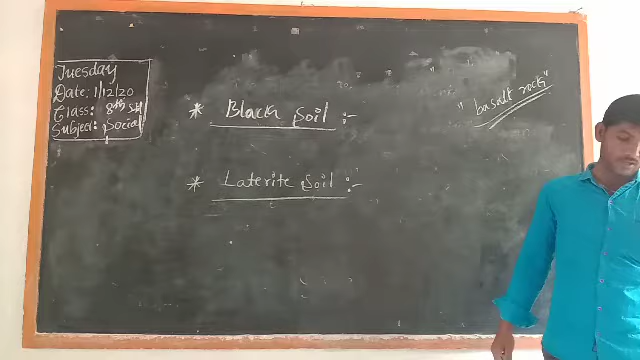 Tuesday
Date: 1/12/20
Class: 8th std
Subject: Social
* Black Soil :-
* Laterite Soil :-
"basalt rock"